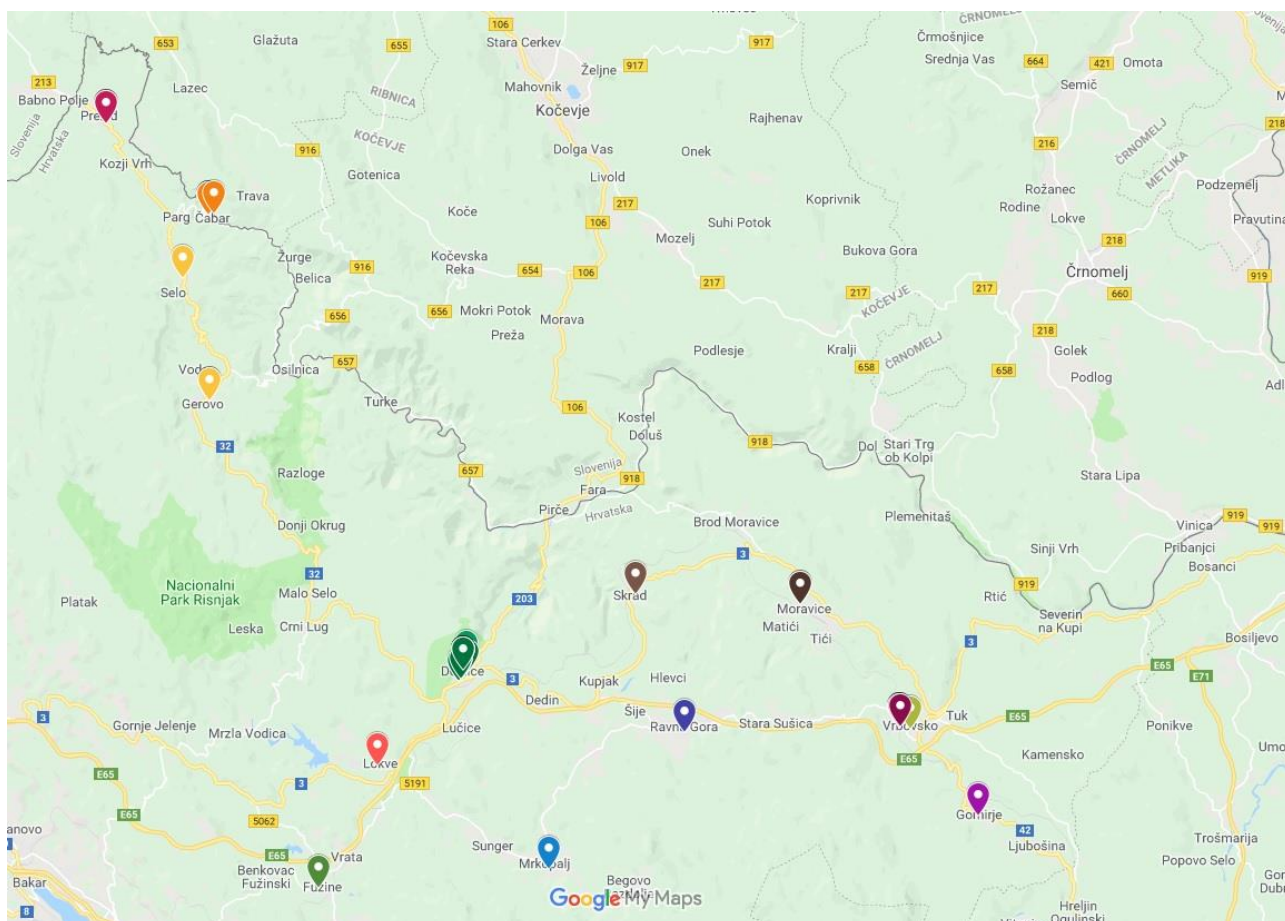 106
ČRNOMELJ
653
Glažuta
655
Stara Cerkev
917
Črmošnjice
Željne
917
Srednja Vas
664
421
Omota
213
Babno Polje
Lazec
Mahovnik
Semič
RIBNICA
Kočevje
Rajhenav
218
Slovenija
Hrvatska
KOČEVJE
ČRNOMELJ
Kozji Vrh
916
Dolga Vas
Onek
216
METLIKA
Gotenica
Livold
Rožanec
Podzemelj
Trava
217
Koprivnik
Rodine
Lokve
Parg
Čabar
Koče
106
Suhi Potok
Pravutina
Mozelj
Bukova Gora
218
Žurge
916
Kočevska
Reka
654
106
Črnomelj
919
Selo
Belica
217
217
217
660
656
656
Mokri Potok
Morava
KOČEVJE
ČRNOMELJ
218
Preža
Podlesje
Kralji
Golek
Osilnica
657
658
658
Podlog
Gerovo
Turke
106
Kostel
Doluš
918
Dol
Stari Trg
ob Kolpi
32
657
Slovenija
918
Stara Lipa
Razloge
Fara
Pirče
Hrvatska
Brod Moravice
Plemenitaš
919
Donji Okrug
Vinica
919
Pribanjci
3
Sinji Vrh
Bosanci
Nacionalni
Park Risnjak
32
919
Platak
Malo Selo
203
Skrad
Moravice
Rtić
Leska
Crni Lug
Matići
Tići
Severin
na Kupi
3
Bosiljevo
E65
3
Kupjak
Hlevci
E71
Dedin
3
Gornje Jelenje
Lučice
Šije
Ravna Gora
Stara Sušica
Vrbovsko
Tuk
E65
Ponikve
Mrzla Vodica
E65
Kamensko
Lokve
E65
3
5191
Gomirje
5062
42
Trošmarija
E65
Vrata
Sunger
Mrkopalj
Ljubošina
Popovo Selo
Benkovac
Fužinski
Fužine
Bakar
Begovo
Google My Maps
8
Hreljin
Ogulinski